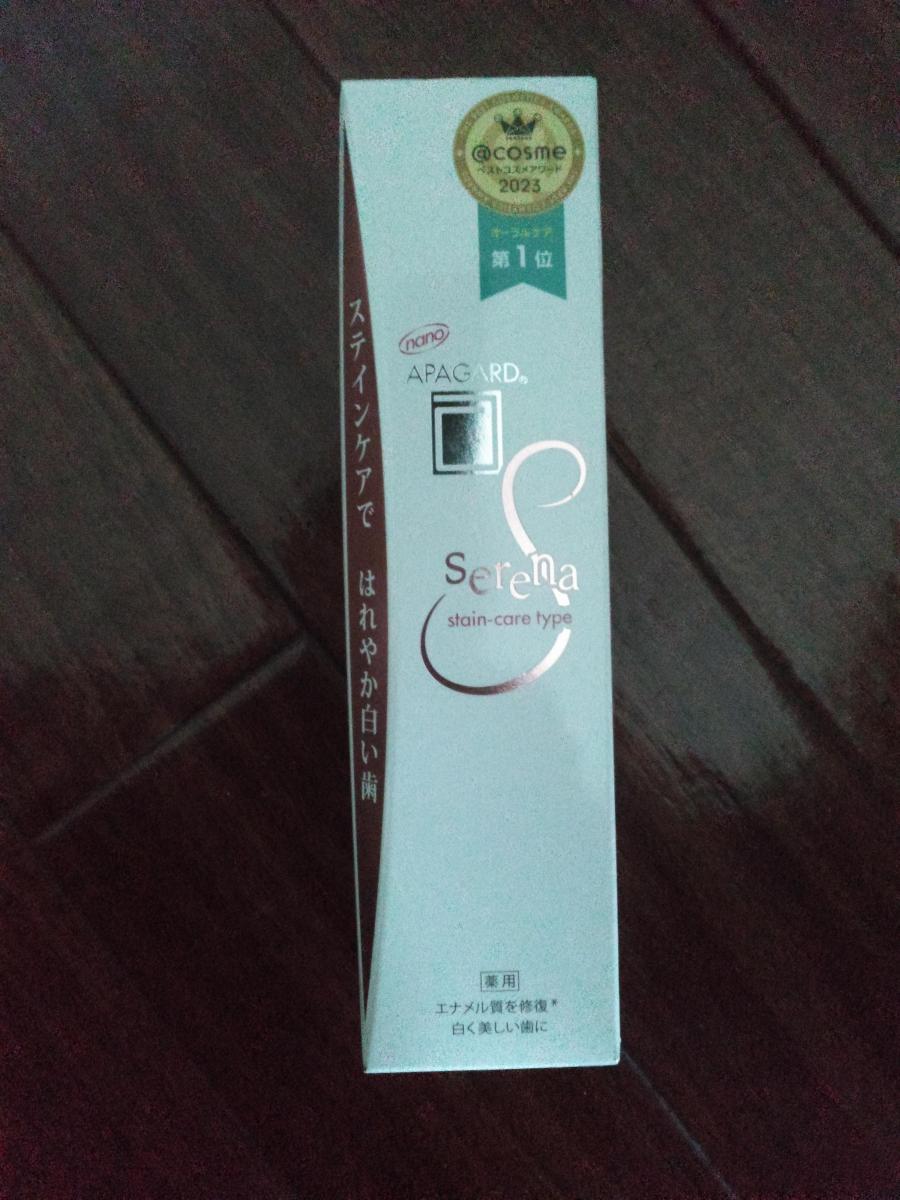 @cosme
ベストコスメアワード
2023
オーラルケア
第1位
nano
APAGARD®
Serena
stain-care type
ステインケアで はれやか白い歯
薬用
エナメル質を修復*
白く美しい歯に